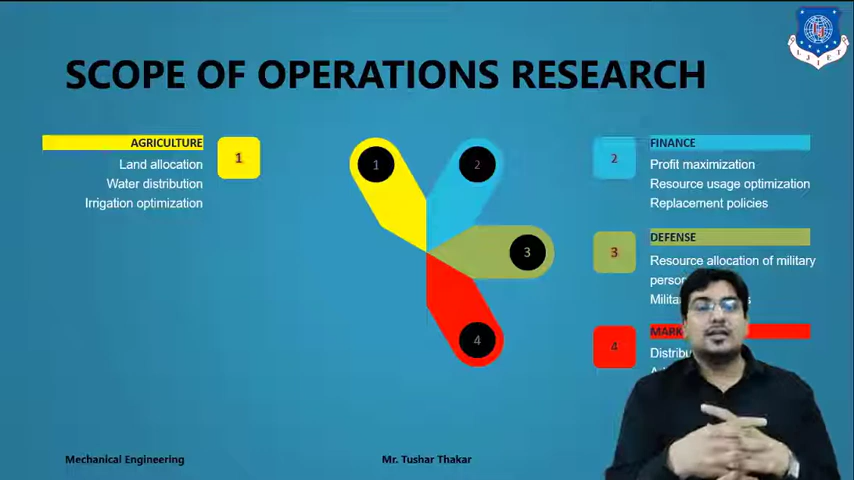 SCOPE OF OPERATIONS RESEARCH
LJIET
AGRICULTURE
1
Land allocation
Water distribution
Irrigation optimization
1
2
3
4
2
FINANCE
Profit maximization
Resource usage optimization
Replacement policies
3
DEFENSE
Resource allocation of military
4
Mechanical Engineering
Mr. Tushar Thakar